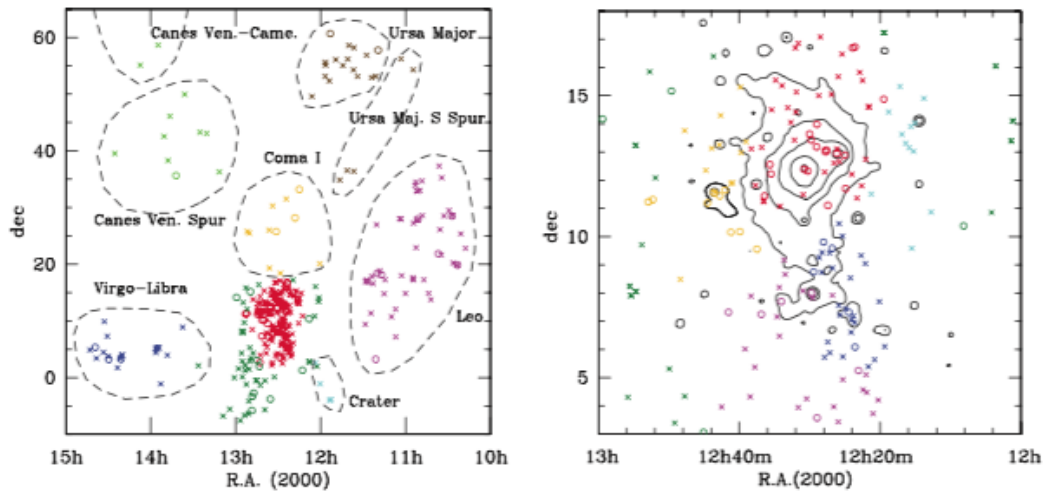 60
40
20
0
dec
15h
14h
13h
12h
11h
10h
R.A. (2000)
Canes Ven.-Came.
Ursa Major
Ursa Maj. S Spur
Coma I
Canes Ven. Spur
Virgo-Libra
Leo
Crater
15
10
5
dec
13h
12h40m
12h20m
12h
R.A.(2000)